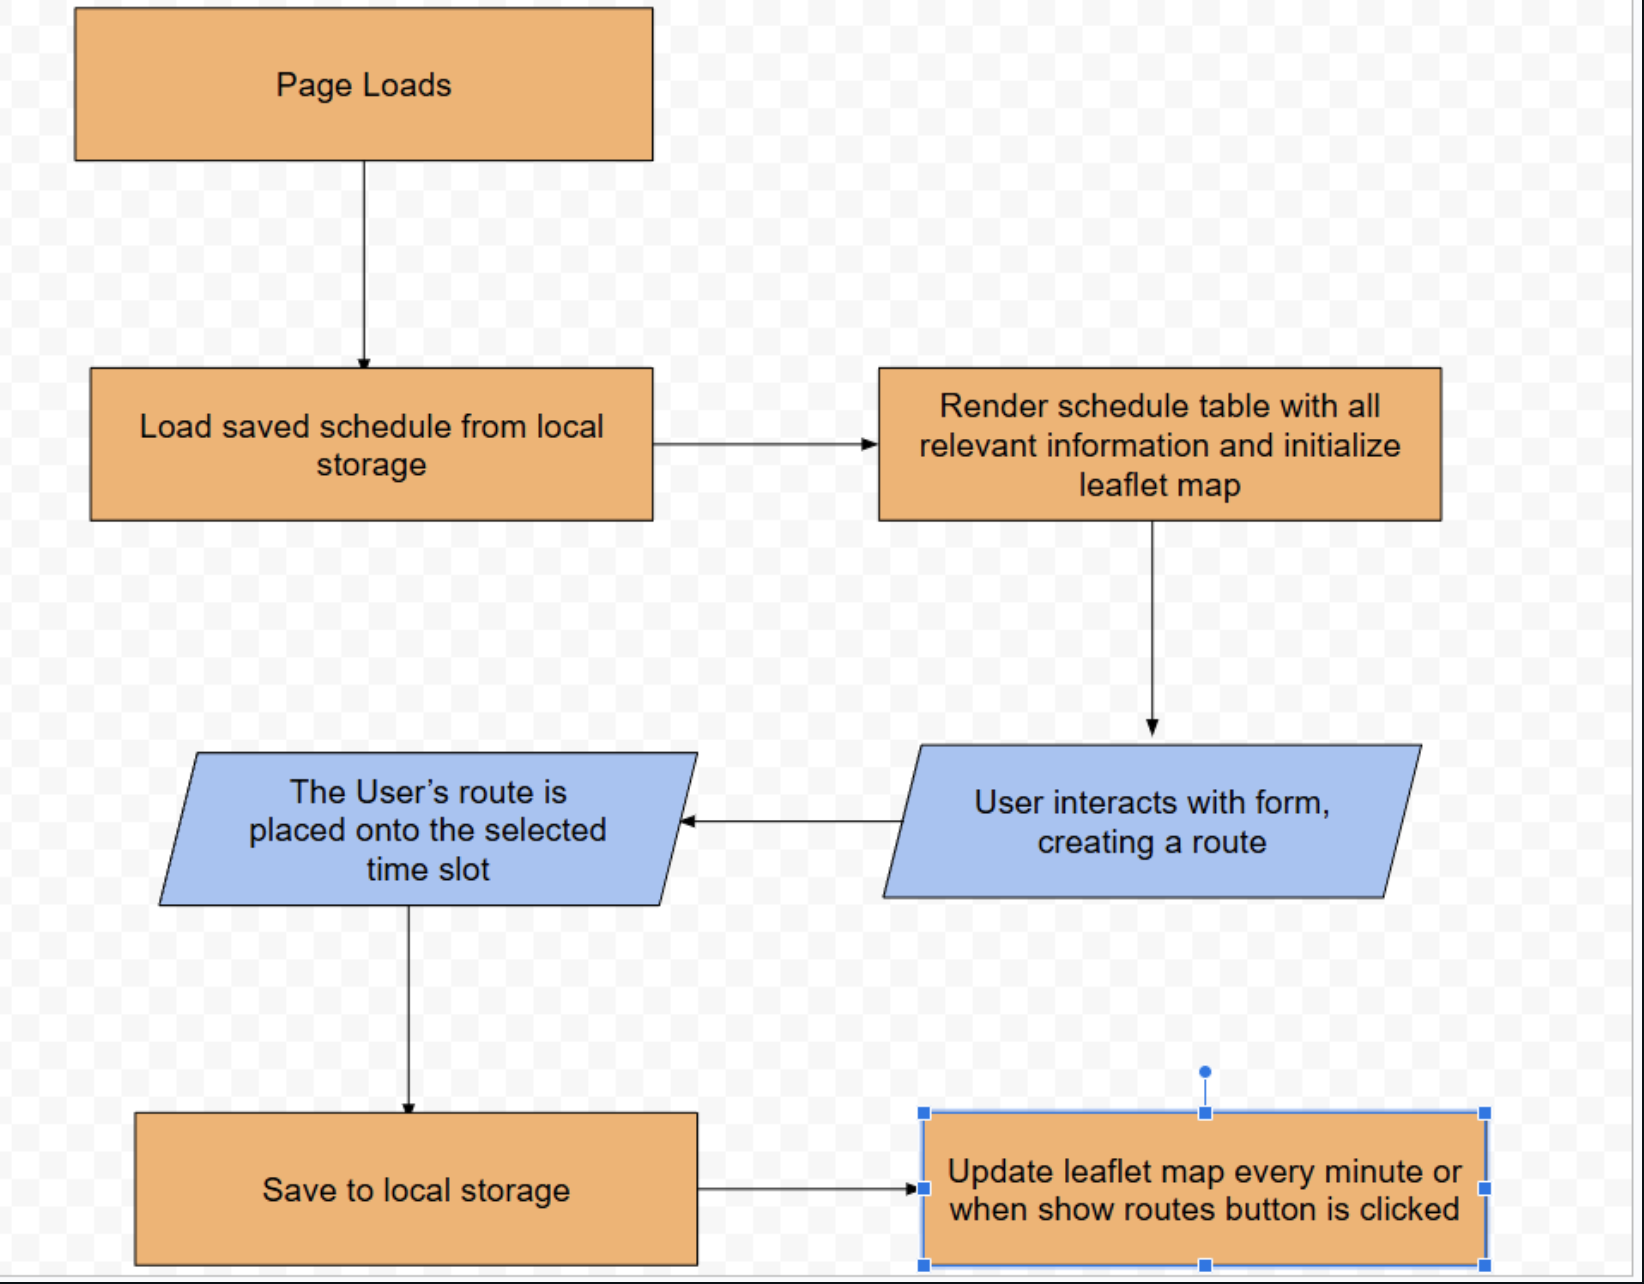 Page Loads
Load saved schedule from local
storage
Render schedule table with all
relevant information and initialize
leaflet map
User interacts with form,
creating a route
The User’s route is
placed onto the selected
time slot
Save to local storage
Update leaflet map every minute or
when show routes button is clicked